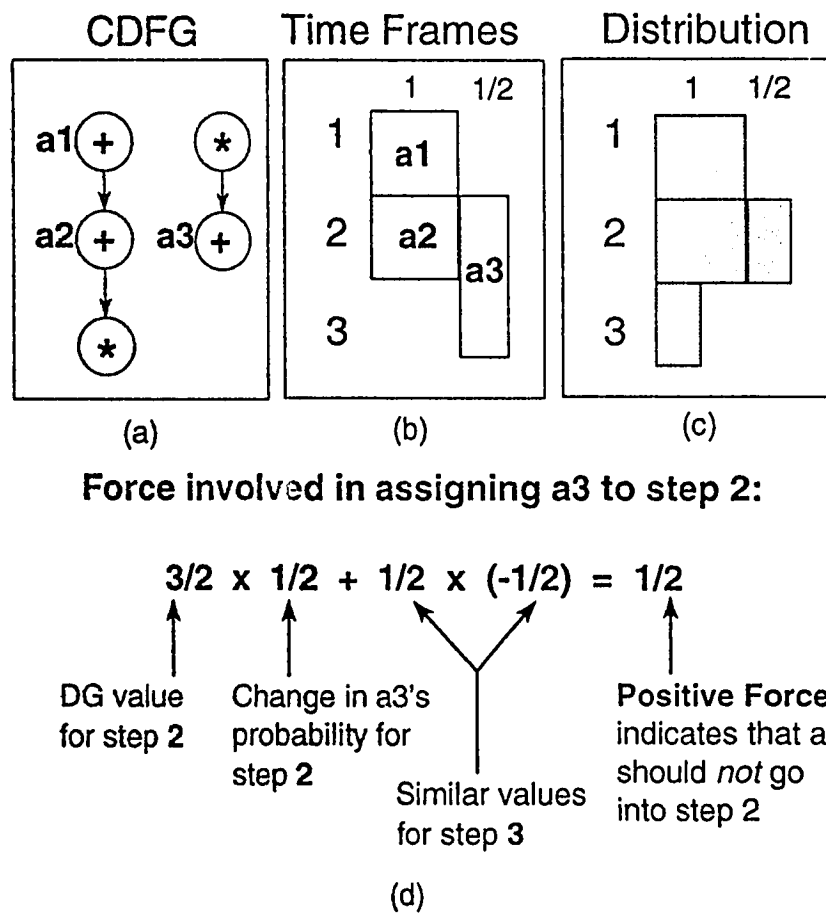 CDFG Time Frames Distribution
1 1/2 1 1/2
a1 + * 1 a1 1
a2 + a3 + 2 a2 a3 2
* 3 3
(a) (b) (c)
Force involved in assigning a3 to step 2:
3/2 x 1/2 + 1/2 x (-1/2) = 1/2
DG value
for step 2
Change in a3's
probability for
step 2
Similar values
for step 3
Positive Force
indicates that a
should not go
into step 2
(d)